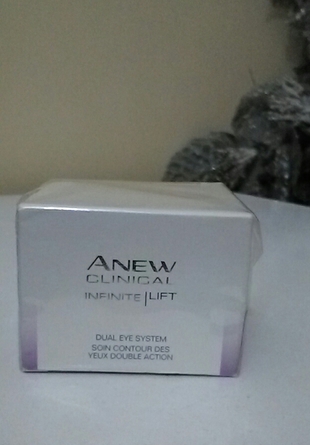 ANEW
CLINICAL
INFINITE | LIFT
DUAL EYE SYSTEM
SOIN CONTOUR DES
YEUX DOUBLE ACTION